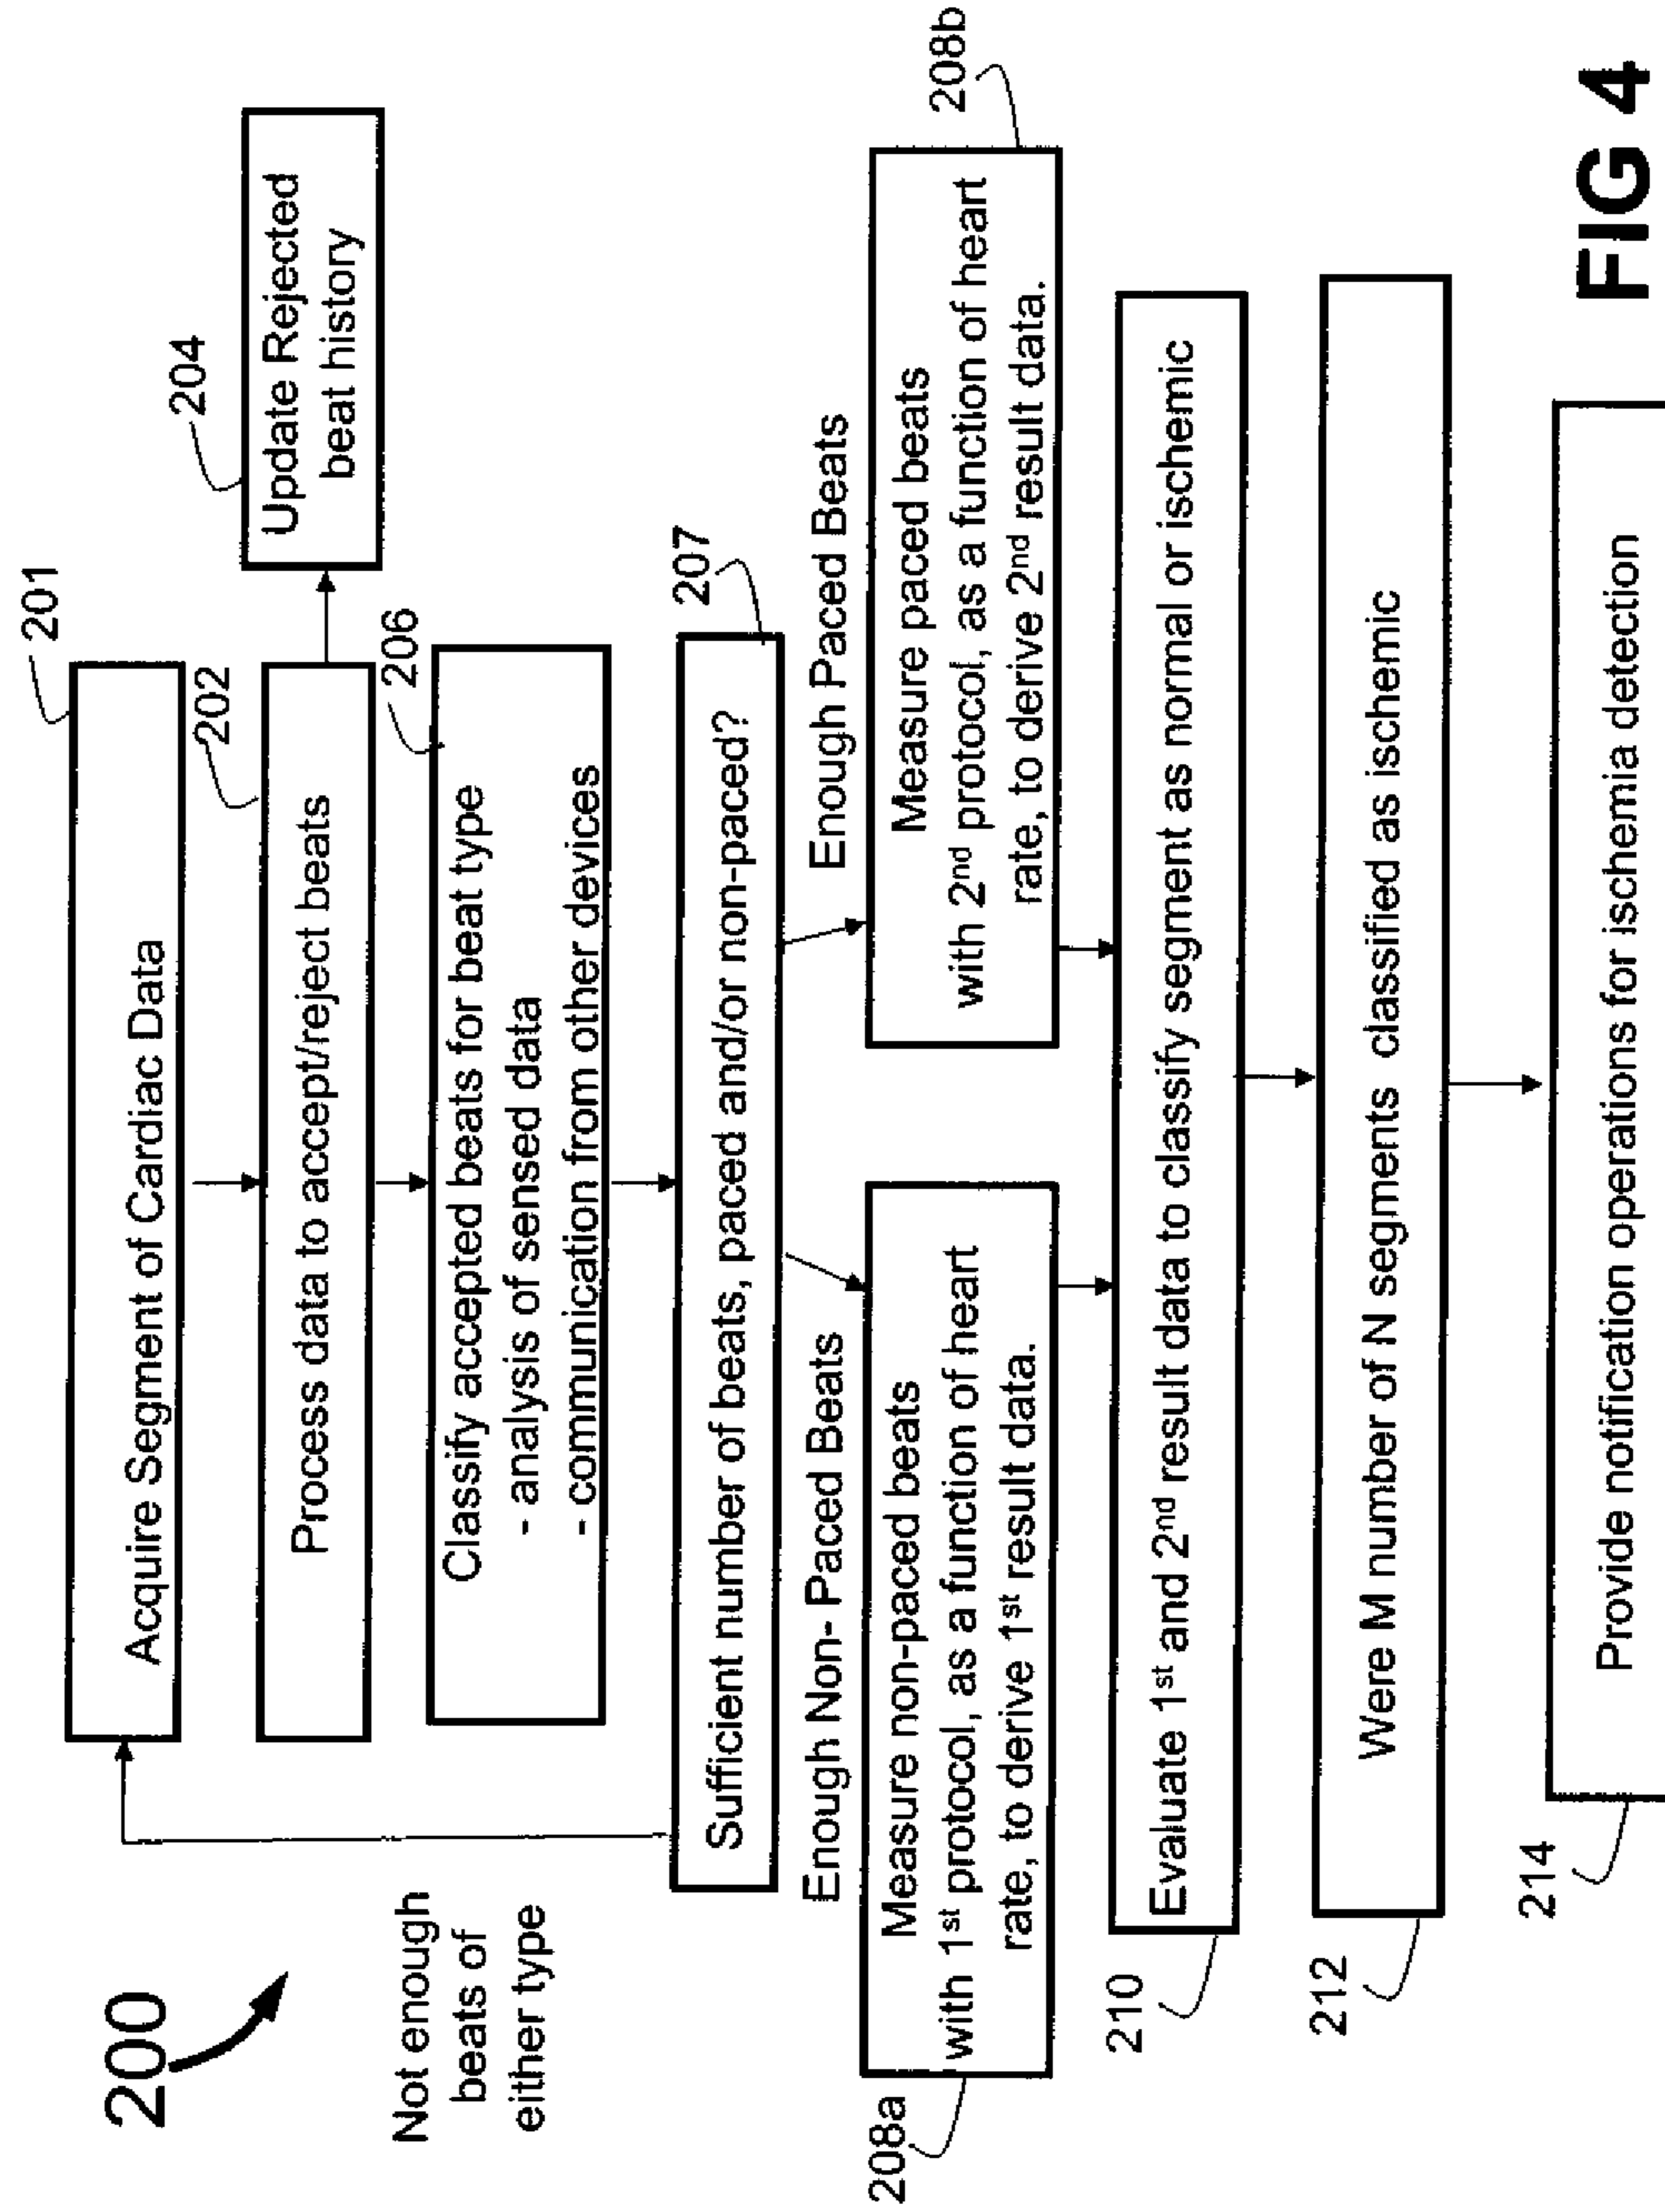 200
201
Acquire Segment of Cardiac Data
202
Process data to accept/reject beats
204
Update Rejected
beat history
206
Classify accepted beats for beat type
- analysis of sensed data
- communication from other devices
Not enough
beats of
either type
207
Sufficient number of beats, paced and/or non-paced?
Enough Non- Paced Beats
Enough Paced Beats
208a
Measure non-paced beats
with 1st protocol, as a function of heart
rate, to derive 1st result data.
208b
Measure paced beats
with 2nd protocol, as a function of heart
rate, to derive 2nd result data.
210
Evaluate 1st and 2nd result data to classify segment as normal or ischemic
212
Were M number of N segments classified as ischemic
214
Provide notification operations for ischemia detection
FIG 4